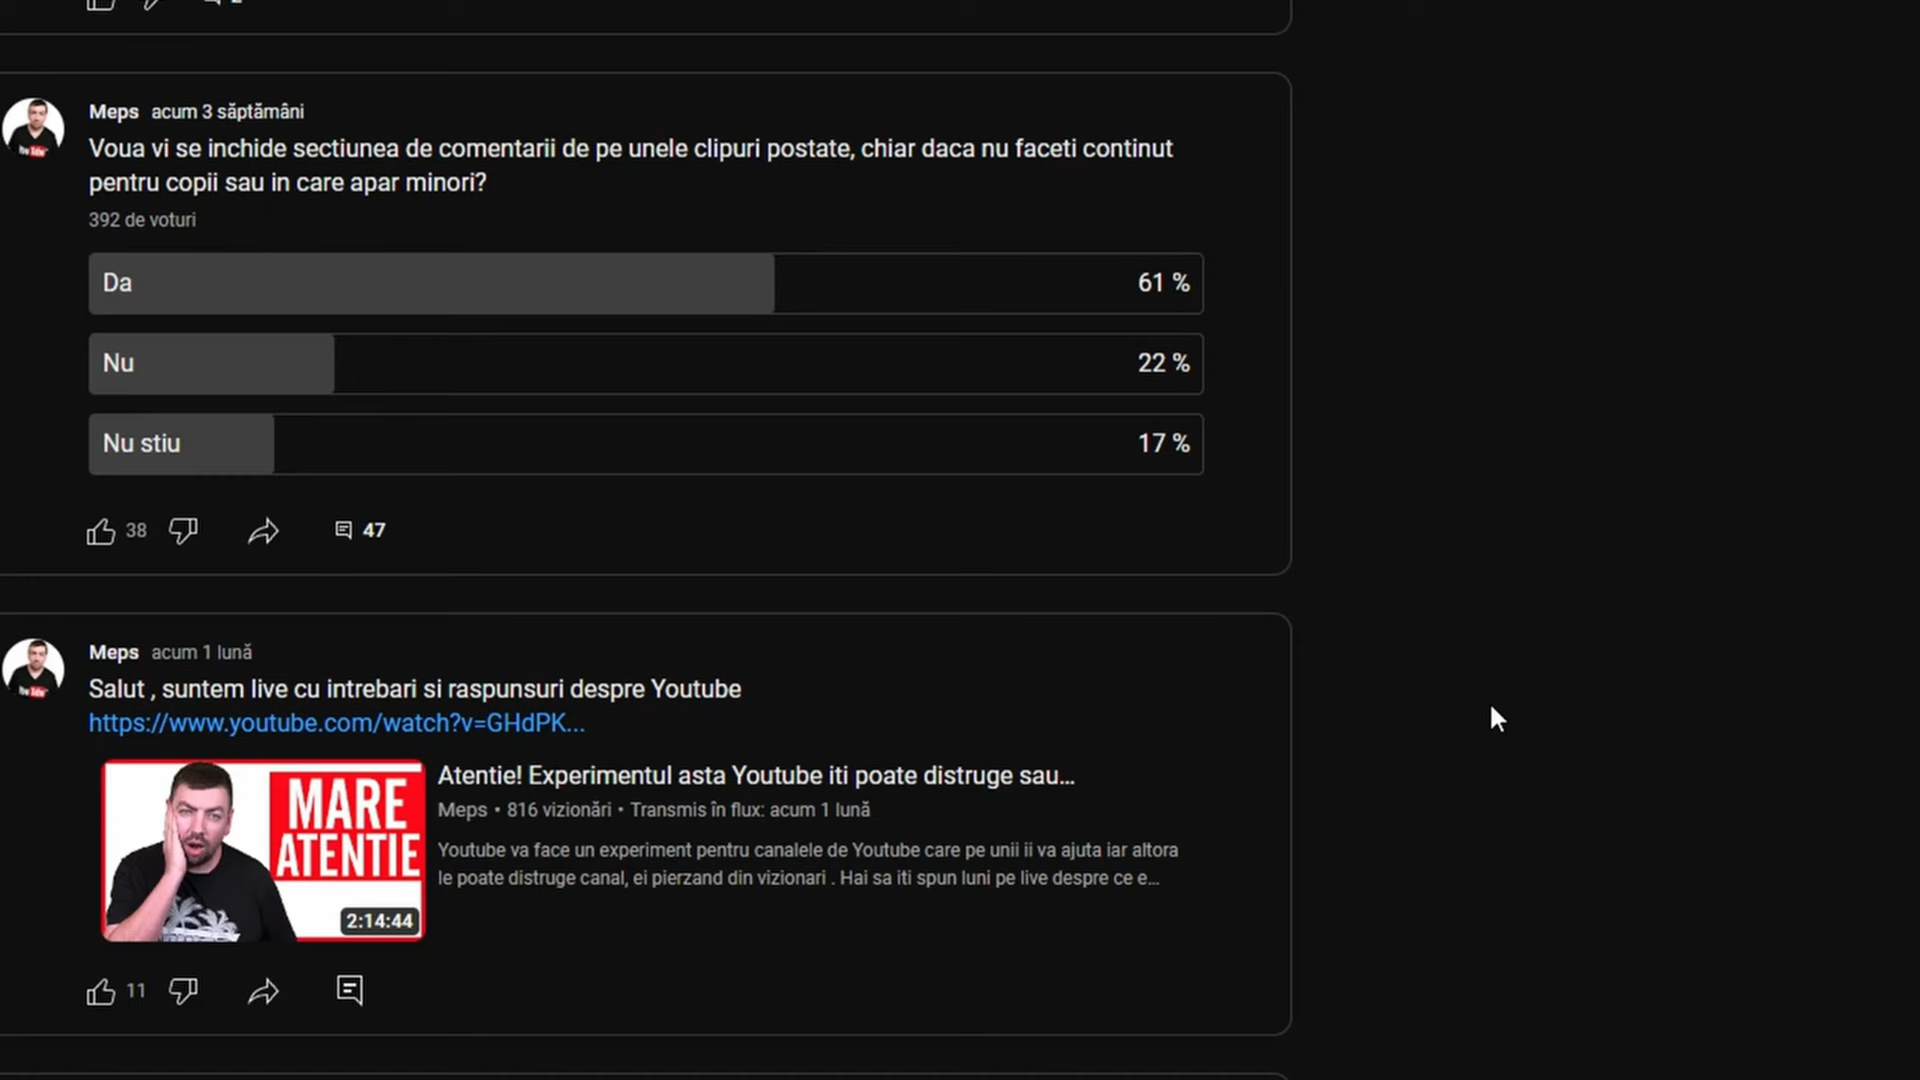 2
Meps acum 3 săptămâni
Voua vi se inchide sectiunea de comentarii de pe unele clipuri postate, chiar daca nu faceti continut
pentru copii sau in care apar minori?
392 de voturi
Da 61 %
Nu 22 %
Nu stiu 17 %
38 47
Meps acum 1 lună
Salut , suntem live cu intrebari si raspunsuri despre Youtube
https://www.youtube.com/watch?v=GHdPK...
MARE
ATENTIE
2:14:44
Atentie! Experimentul asta Youtube iti poate distruge sau...
Meps • 816 vizionări • Transmis în flux: acum 1 lună
Youtube va face un experiment pentru canalele de Youtube care pe unii ii va ajuta iar altora
le poate distruge canal, ei pierzand din vizionari . Hai sa iti spun luni pe live despre ce e...
11